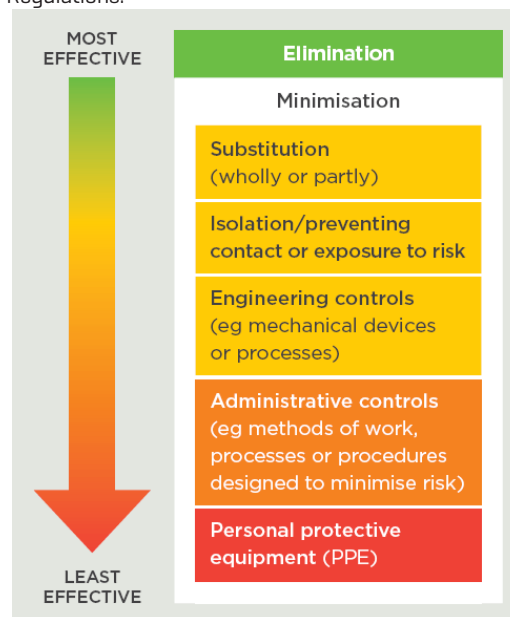 Regulations.
MOST
EFFECTIVE
Elimination
Minimisation
Substitution
(wholly or partly)
Isolation/preventing
contact or exposure to risk
Engineering controls
(eg mechanical devices
or processes)
Administrative controls
(eg methods of work,
processes or procedures
designed to minimise risk)
Personal protective
equipment (PPE)
LEAST
EFFECTIVE